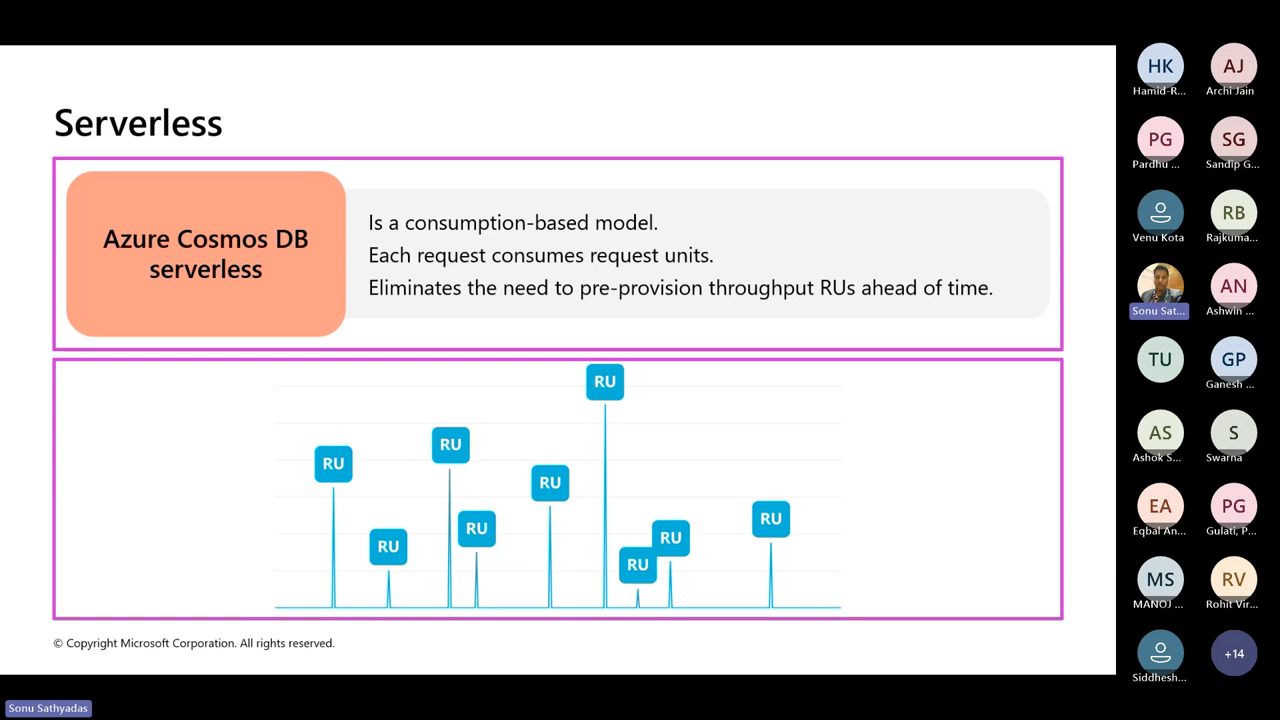 Serverless
Azure Cosmos DB
serverless
Is a consumption-based model.
Each request consumes request units.
Eliminates the need to pre-provision throughput RUs ahead of time.
RU
RU
RU
RU
RU
RU
RU
RU
RU
© Copyright Microsoft Corporation. All rights reserved.
HK
Hamid-R...
AJ
Archi Jain
PG
Pardhu ...
SG
Sandip G...
Venu Kota
RB
Rajkuma...
Sonu Sat...
AN
Ashwin ...
TU
GP
Ganesh ...
AS
Ashok S...
S
Swarna
EA
Eqbal An...
PG
Gulati, P...
MS
MANOJ ...
RV
Rohit Vir...
Siddhesh...
+14
Sonu Sathyadas